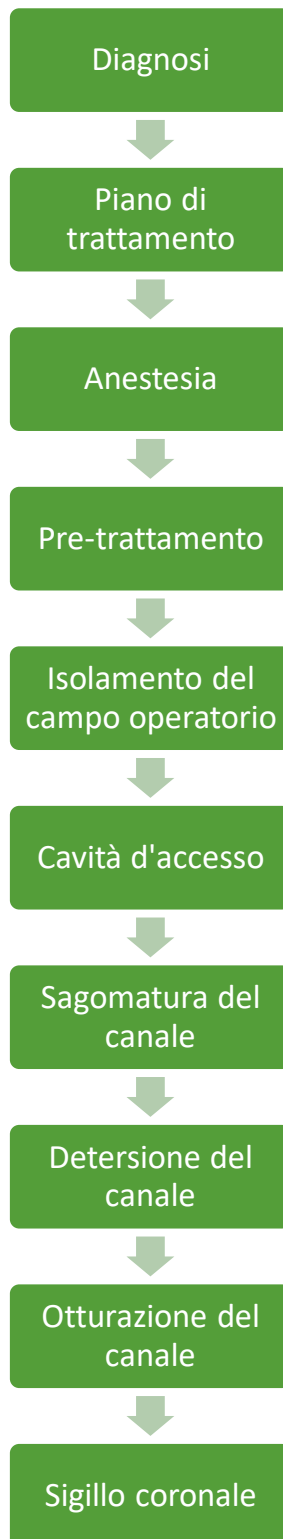 Diagnosi
Piano di
trattamento
Anestesia
Pre-trattamento
Isolamento del
campo operatorio
Cavità d'accesso
Sagomatura del
canale
Detersione del
canale
Otturazione del
canale
Sigillo coronale